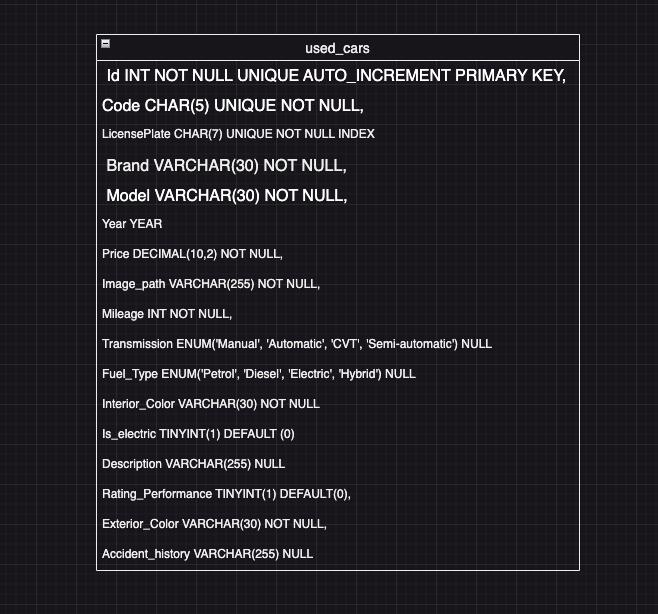 used_cars
Id INT NOT NULL UNIQUE AUTO_INCREMENT PRIMARY KEY,
Code CHAR(5) UNIQUE NOT NULL,
LicensePlate CHAR(7) UNIQUE NOT NULL INDEX
Brand VARCHAR(30) NOT NULL,
Model VARCHAR(30) NOT NULL,
Year YEAR
Price DECIMAL(10,2) NOT NULL,
Image_path VARCHAR(255) NOT NULL,
Mileage INT NOT NULL,
Transmission ENUM('Manual', 'Automatic', 'CVT', 'Semi-automatic') NULL
Fuel_Type ENUM('Petrol', 'Diesel', 'Electric', 'Hybrid') NULL
Interior_Color VARCHAR(30) NOT NULL
Is_electric TINYINT(1) DEFAULT (0)
Description VARCHAR(255) NULL
Rating_Performance TINYINT(1) DEFAULT(0),
Exterior_Color VARCHAR(30) NOT NULL,
Accident_history VARCHAR(255) NULL